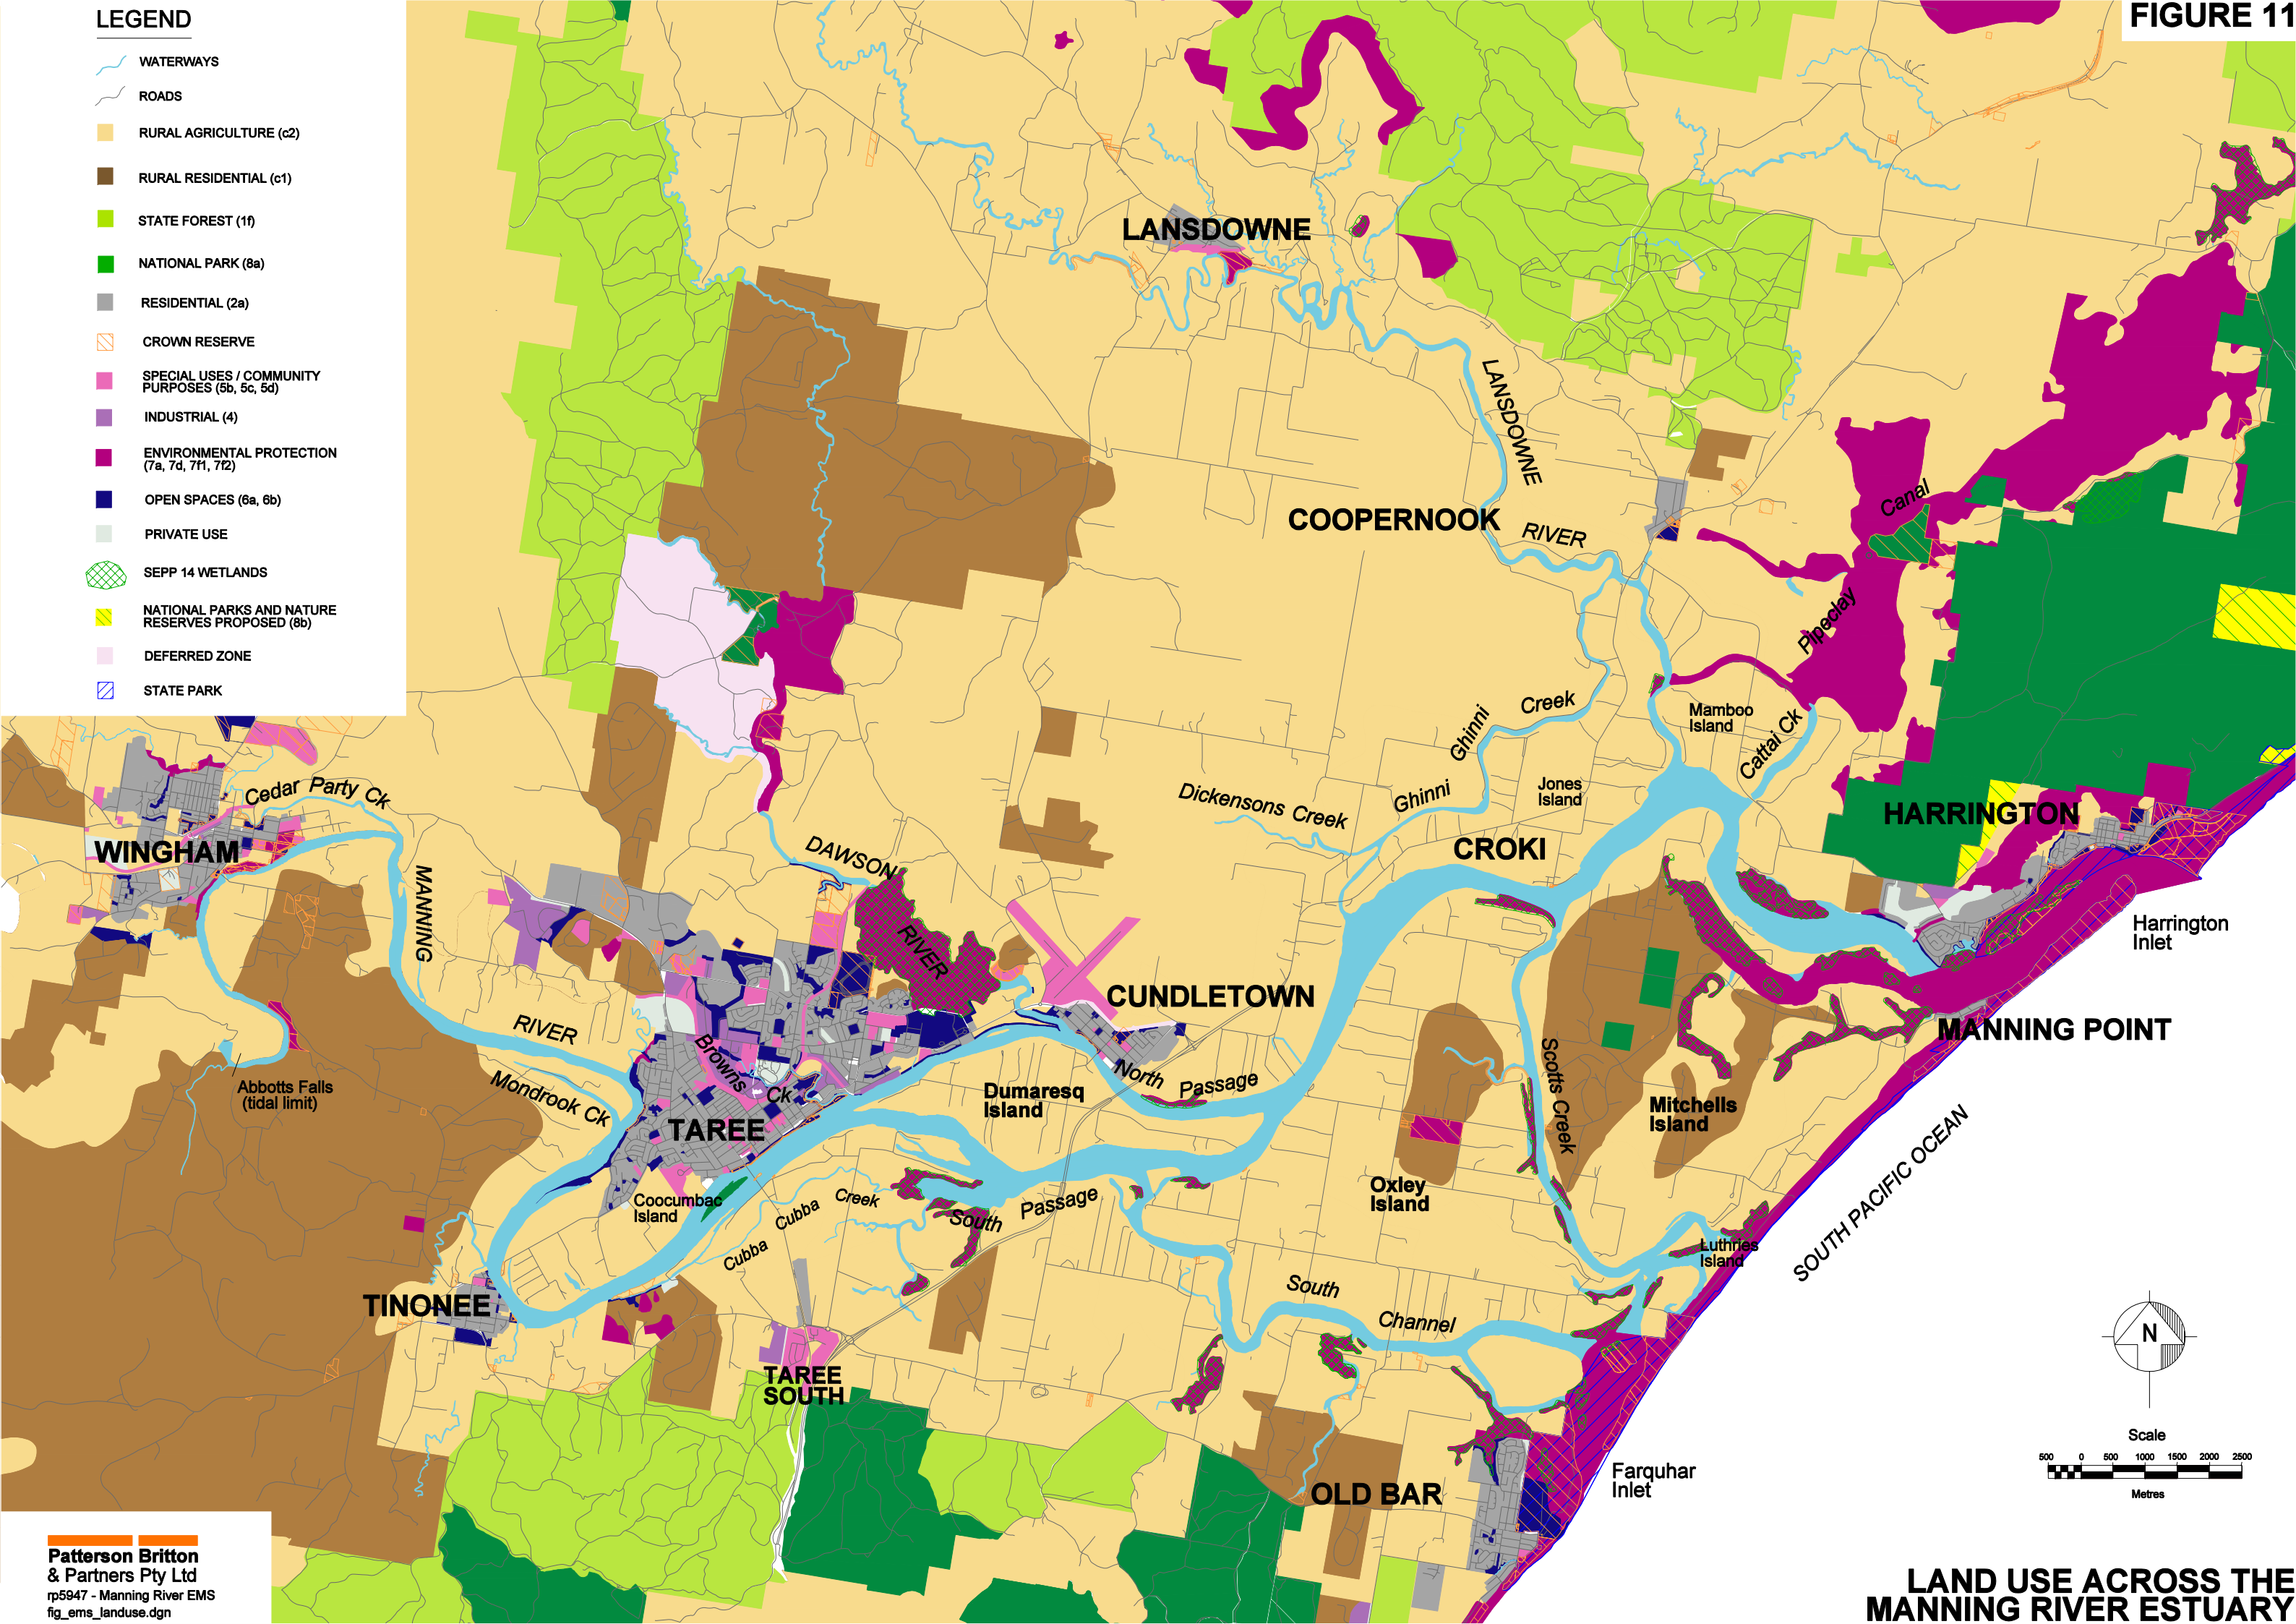 FIGURE 11
LEGEND
WATERWAYS
ROADS
RURAL AGRICULTURE (c2)
RURAL RESIDENTIAL (c1)
STATE FOREST (1f)
NATIONAL PARK (8a)
RESIDENTIAL (2a)
CROWN RESERVE
SPECIAL USES / COMMUNITY
PURPOSES (5b, 5c, 5d)
INDUSTRIAL (4)
ENVIRONMENTAL PROTECTION
(7a, 7d, 7f1, 7f2)
OPEN SPACES (6a, 6b)
PRIVATE USE
SEPP 14 WETLANDS
NATIONAL PARKS AND NATURE
RESERVES PROPOSED (8b)
DEFERRED ZONE
STATE PARK
LANSDOWNE
LANSDOWNE
RIVER
COOPERNOOK
Canal
Pipeclay
Mamboo
Island
Cattai Ck
Ghinni
Creek
Ghinni
Jones
Island
Dickensons Creek
CROKI
HARRINGTON
Harrington
Inlet
MANNING POINT
Cedar Party Ck
WINGHAM
MANNING
RIVER
DAWSON
RIVER
CUNDLETOWN
Abbotts Falls
(tidal limit)
Mondrook Ck
Browns
Ck
TAREE
Dumaresq
Island
North
Passage
Scotts Creek
Mitchells
Island
Oxley
Island
Coocumbac
Island
Cubba
Creek
Cubba
South
Passage
Luthries
Island
SOUTH PACIFIC OCEAN
TINONEE
South
Channel
TAREE
SOUTH
OLD BAR
Farquhar
Inlet
N
Scale
500 0 500 1000 1500 2000 2500
Metres
Patterson Britton
& Partners Pty Ltd
rp5947 - Manning River EMS
fig_ems_landuse.dgn
LAND USE ACROSS THE
MANNING RIVER ESTUARY